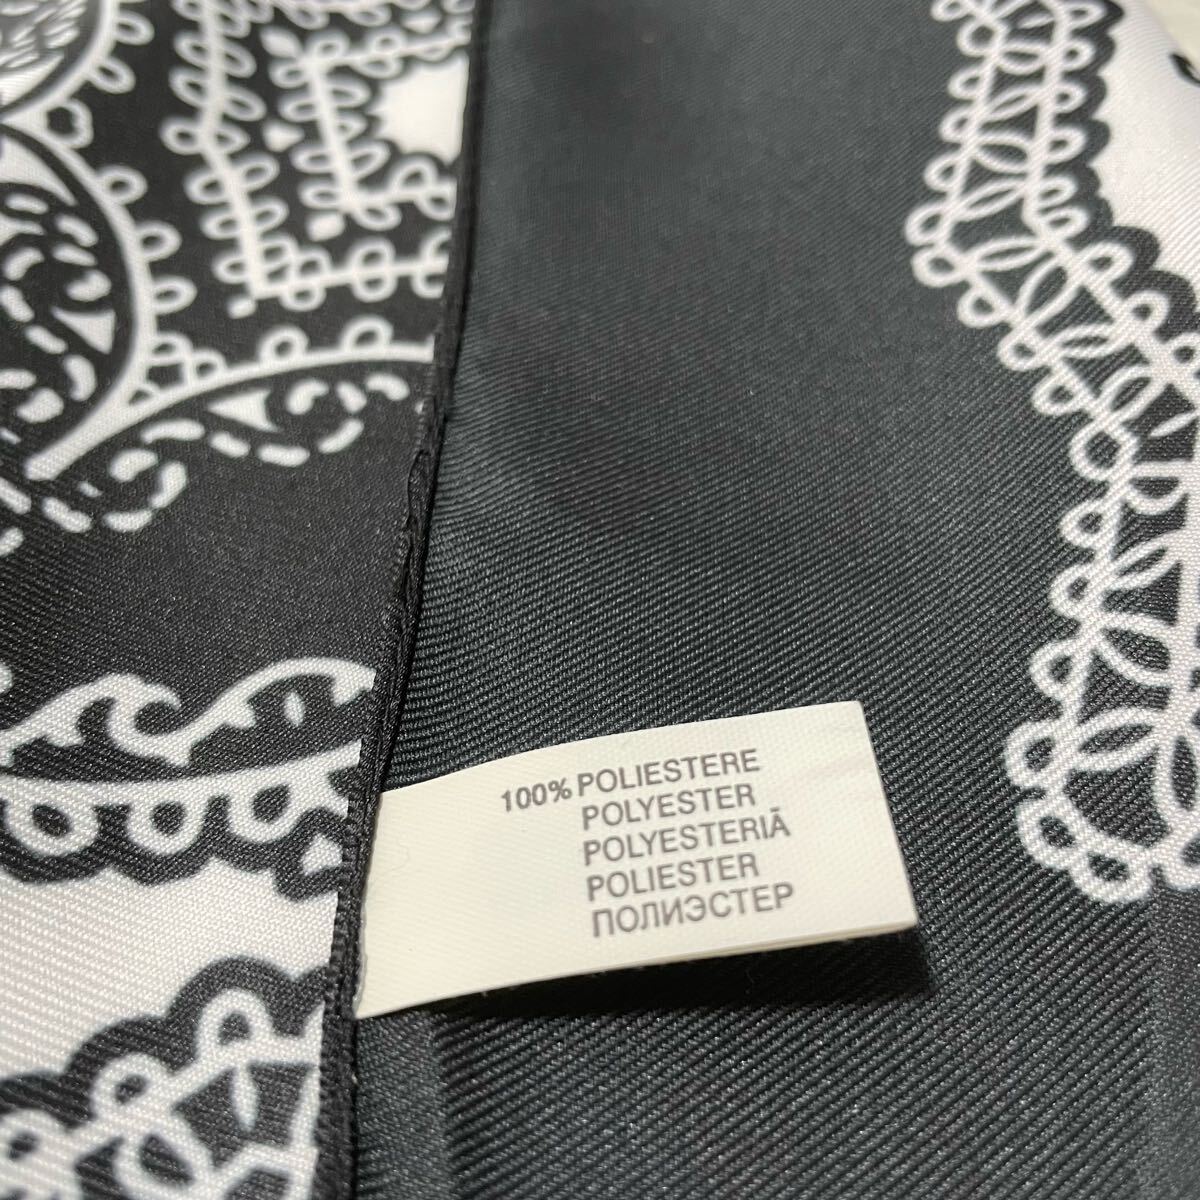 100% POLIESTERE
POLYESTER
POLYESTERIĀ
POLIESTER
ПОЛИЭСТЕР